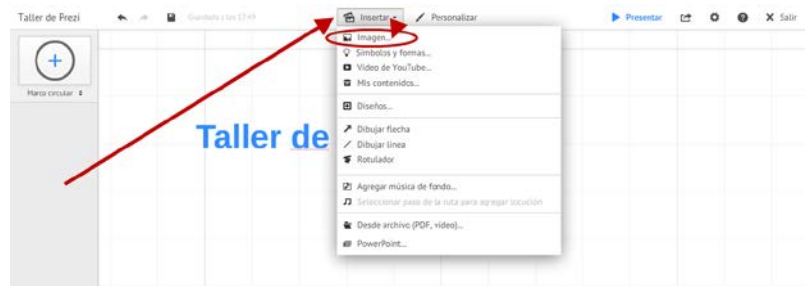 Taller de Prezi
Guardado a las 17:49
Insertar
Personalizar
Presentar
Salir
Imagen...
Símbolos y formas...
Vídeo de YouTube...
Mis contenidos...
Marco circular
Diseños...
Taller de
Dibujar flecha
Dibujar línea
Rotulador
Agregar música de fondo...
Seleccionar paso de la ruta para agregar locución
Desde archivo (PDF, vídeo)...
PowerPoint...